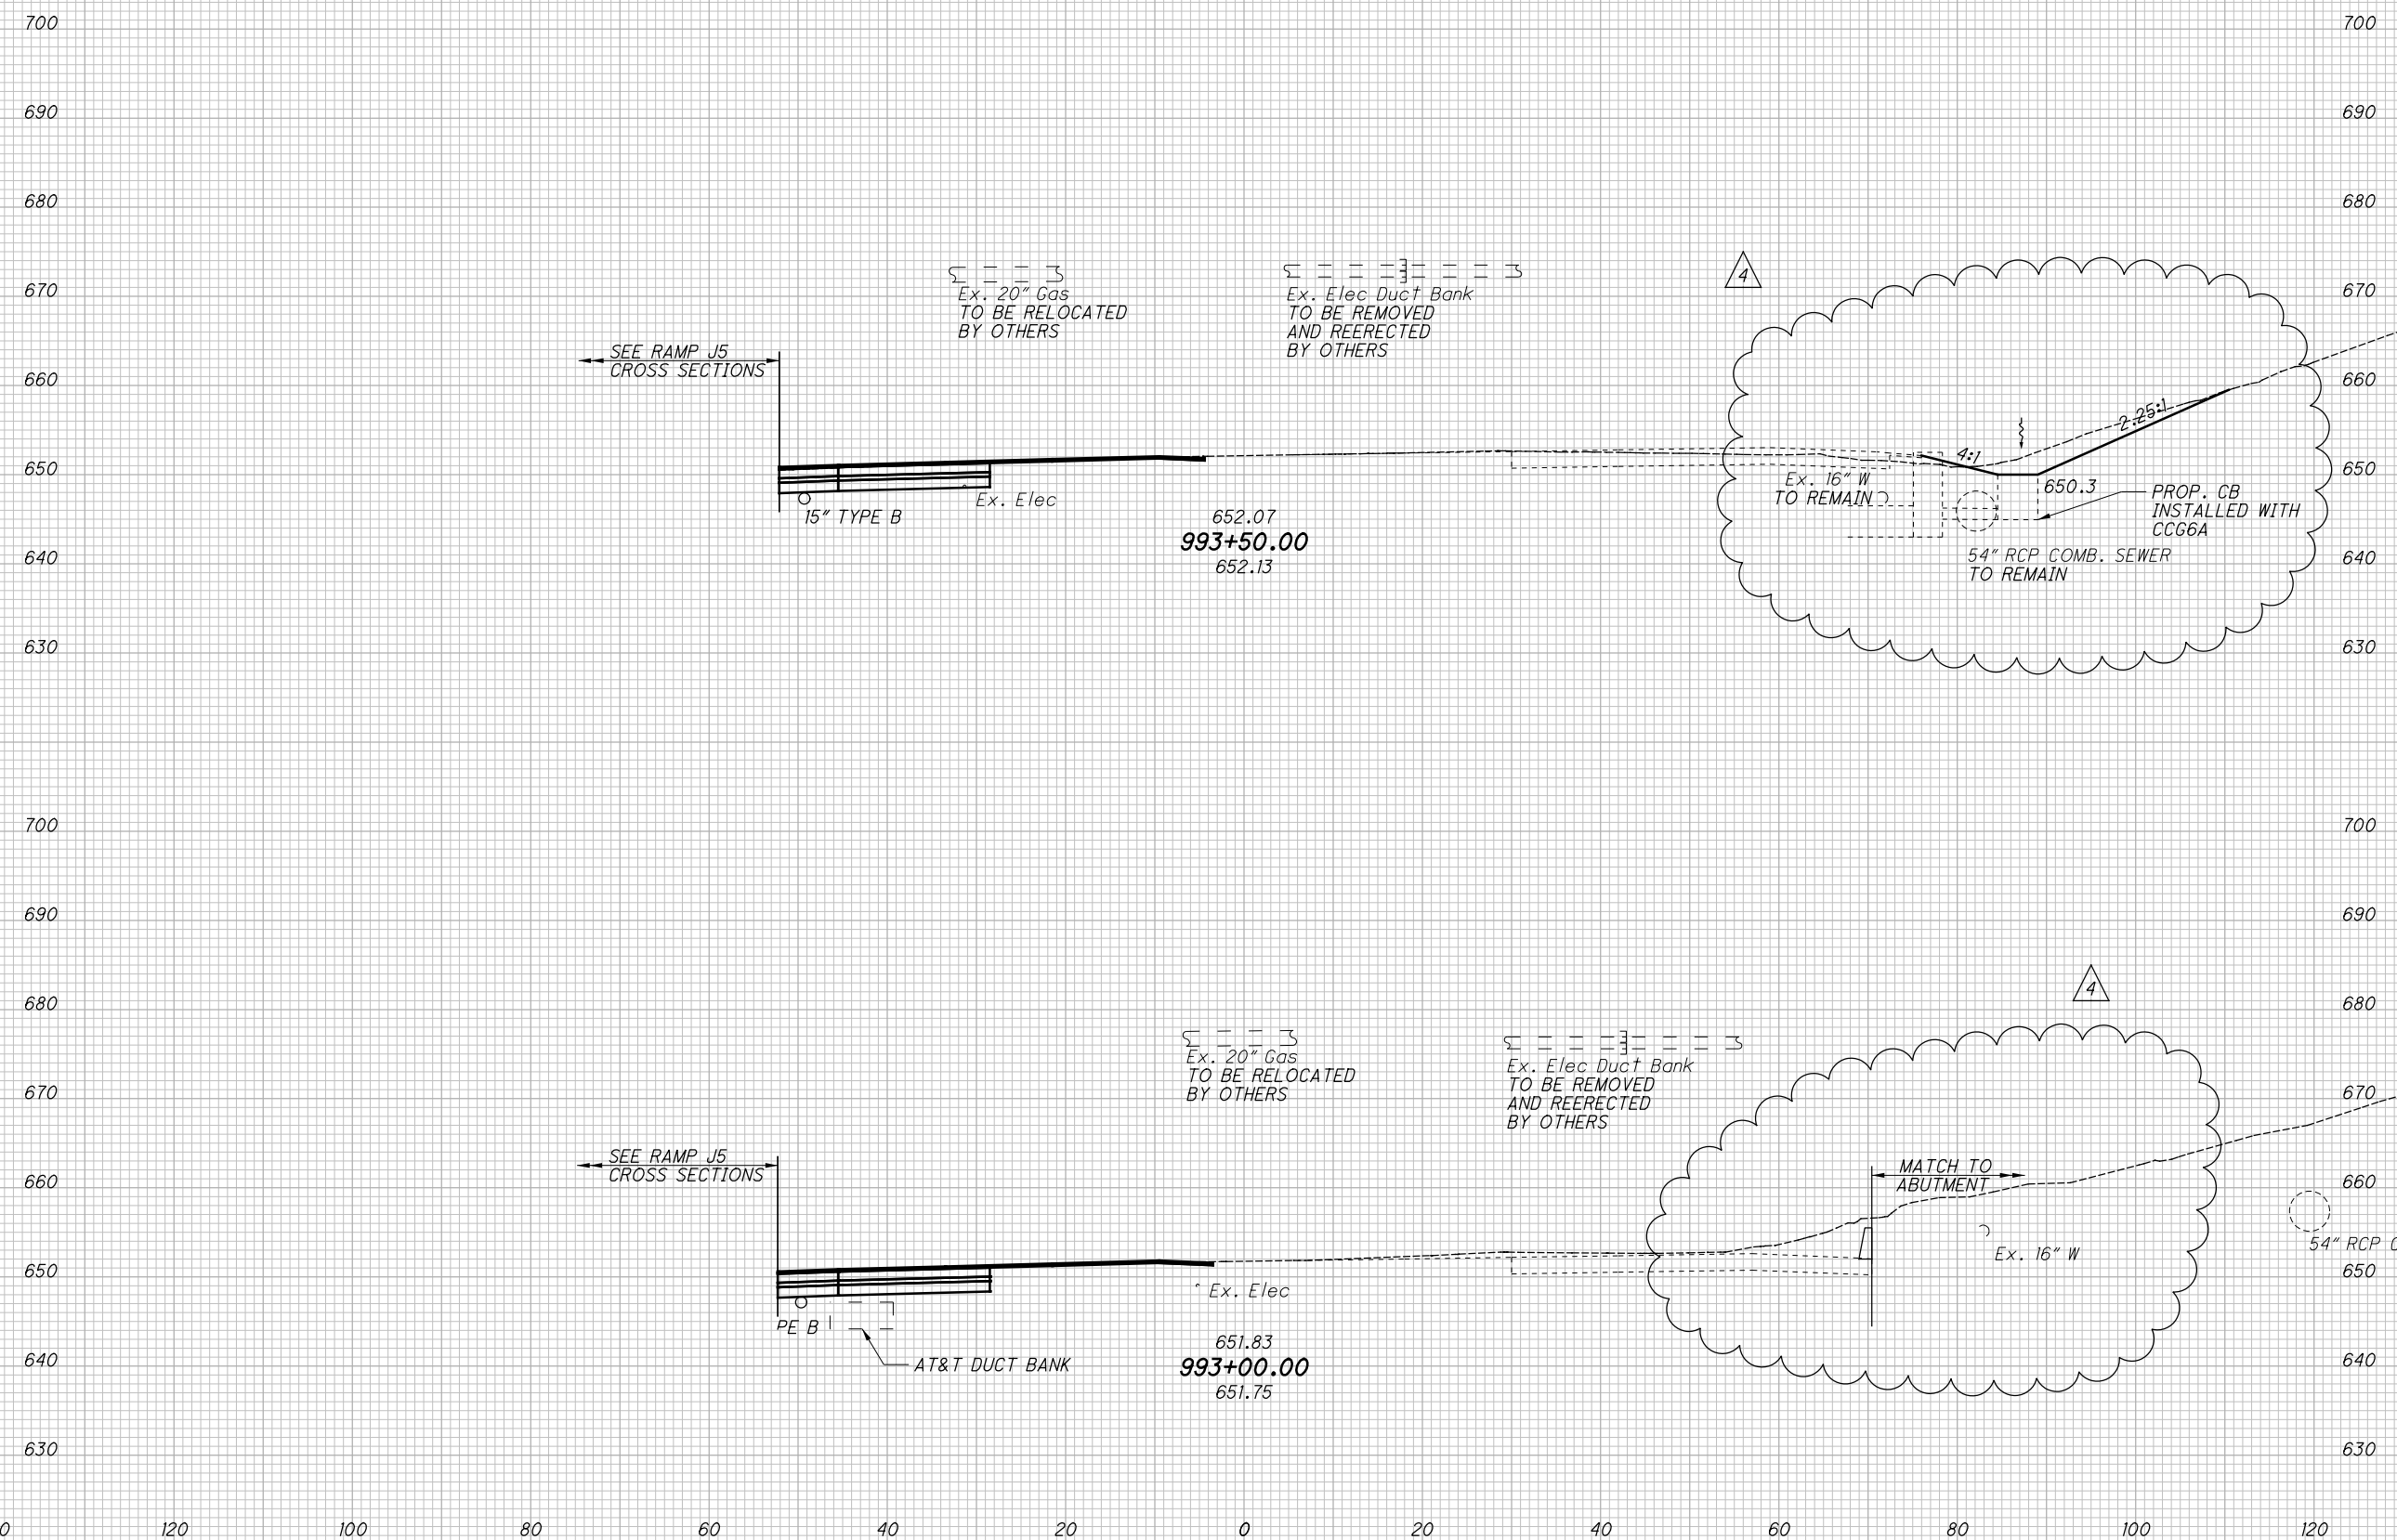 700 700
690 690
680 680
670 670
4
Ex. 20" Gas
TO BE RELOCATED
BY OTHERS
Ex. Elec Duct Bank
TO BE REMOVED
AND REERECTED
BY OTHERS
SEE RAMP J5
CROSS SECTIONS
660 660
2.25:1
4:1
650 650
Ex. 16" W
TO REMAIN
650.3
PROP. CB
INSTALLED WITH
CCG6A
Ex. Elec
15" TYPE B
652.07
993+50.00
652.13
54" RCP COMB. SEWER
TO REMAIN
640 640
630 630
700 700
690 690
680 680
4
Ex. 20" Gas
TO BE RELOCATED
BY OTHERS
Ex. Elec Duct Bank
TO BE REMOVED
AND REERECTED
BY OTHERS
670 670
SEE RAMP J5
CROSS SECTIONS
MATCH TO
ABUTMENT
660 660
Ex. 16" W
54" RCP C
650 650
Ex. Elec
PE B
AT&T DUCT BANK
651.83
993+00.00
651.75
640 640
630 630
0 120 100 80 60 40 20 0 20 40 60 80 100 120